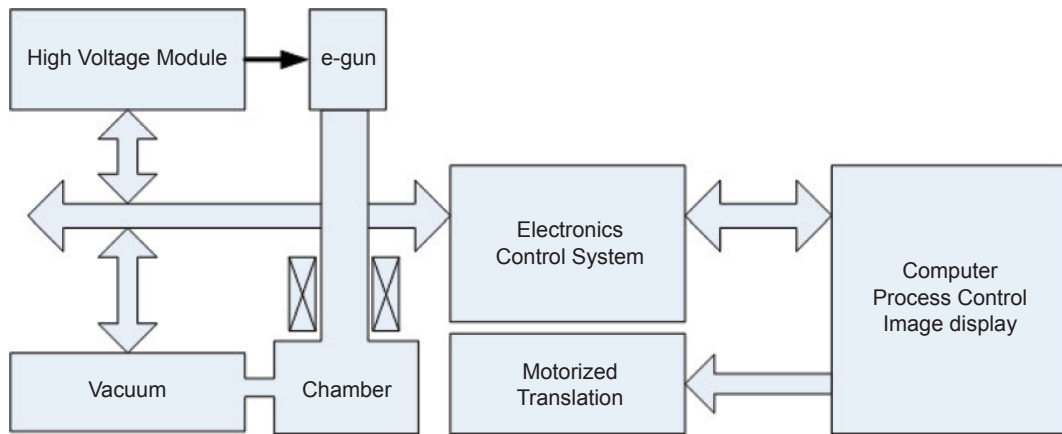 High Voltage Module
e-gun
Electronics
Control System
Computer
Process Control
Image display
Vacuum
Chamber
Motorized
Translation